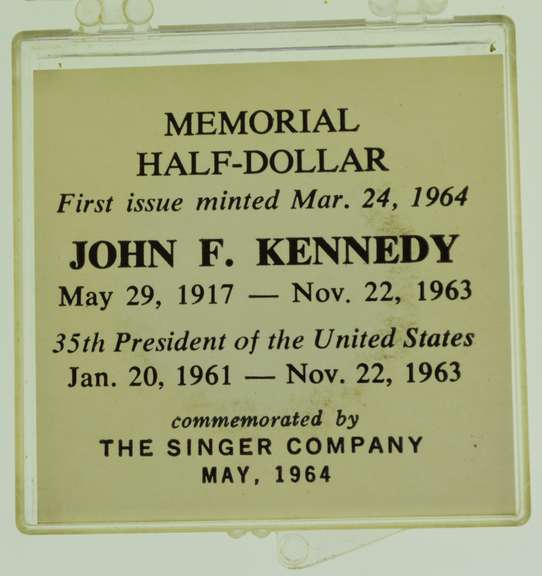 MEMORIAL
HALF-DOLLAR
First issue minted Mar. 24, 1964
JOHN F. KENNEDY
May 29, 1917 — Nov. 22, 1963
35th President of the United States
Jan. 20, 1961 — Nov. 22, 1963
commemorated by
THE SINGER COMPANY
MAY, 1964